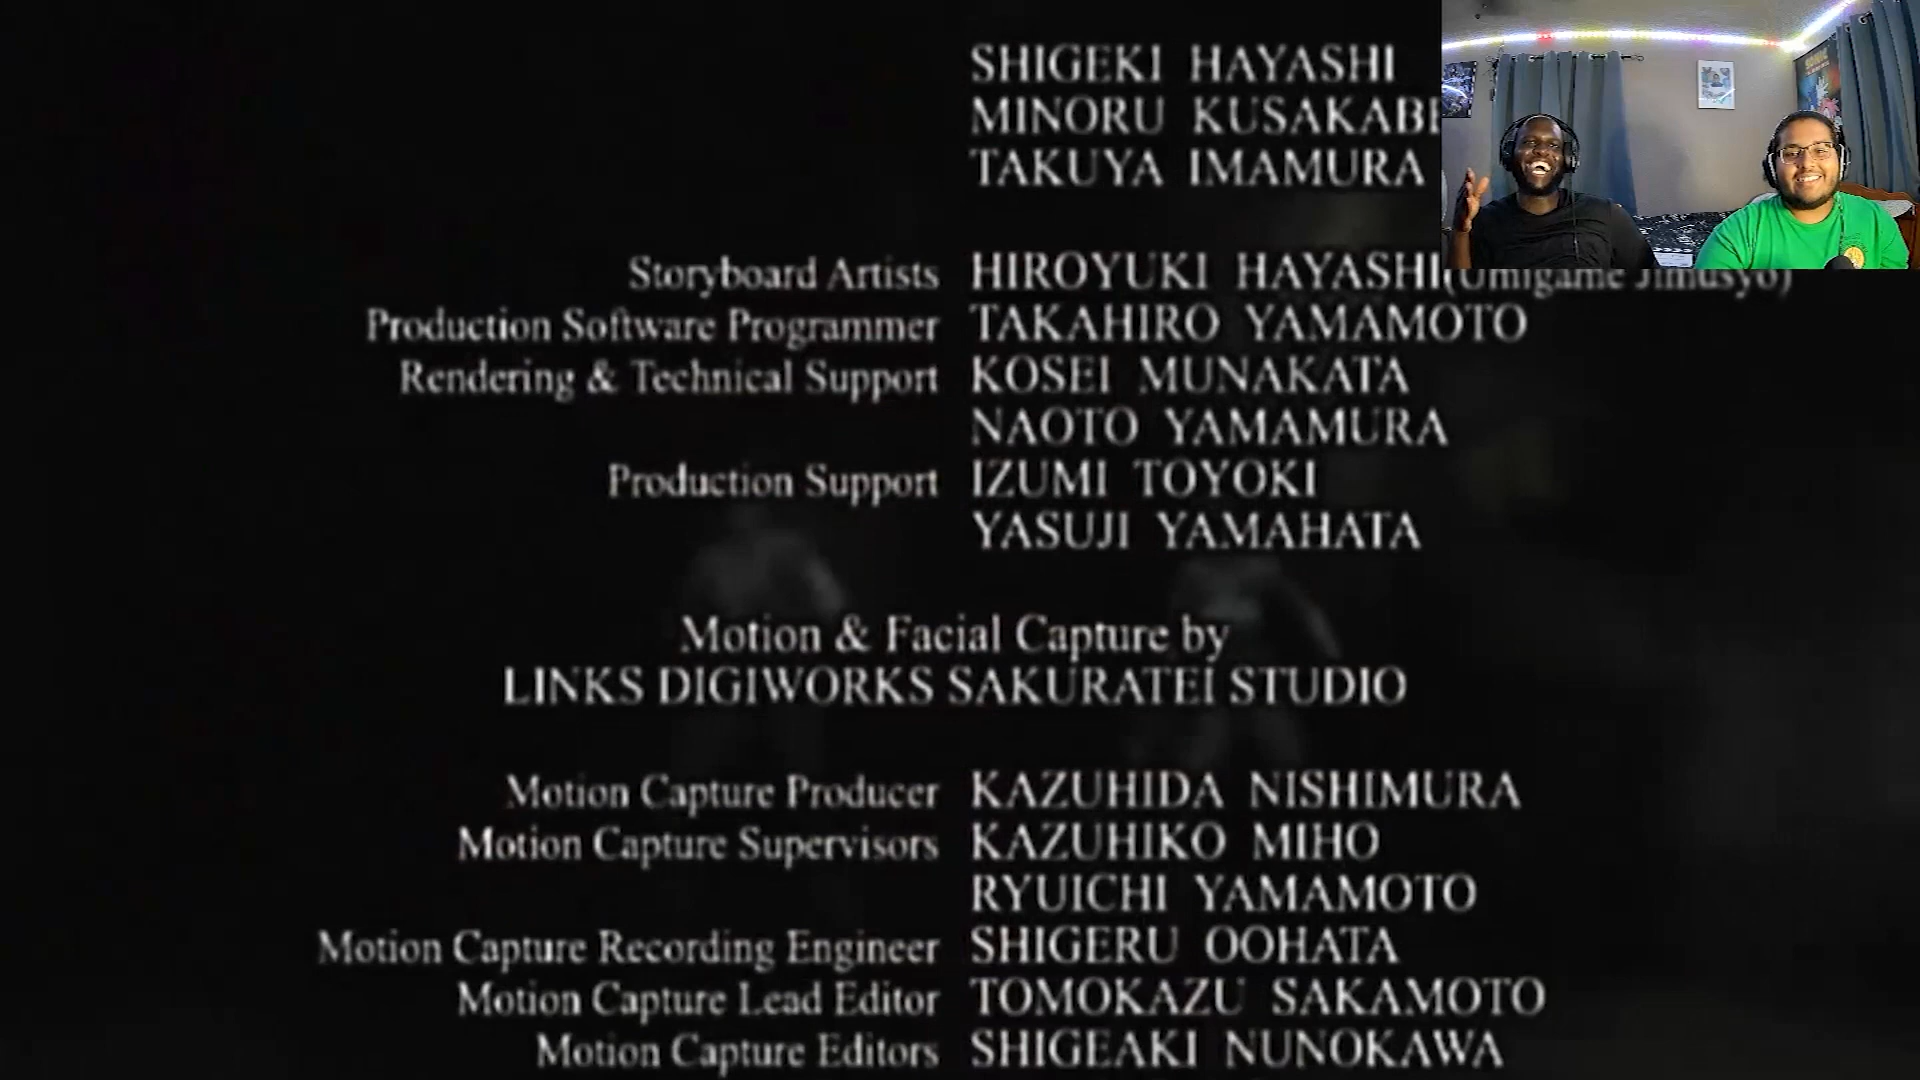 SHIGEKI HAYASHI
MINORU KUSAKABE
TAKUYA IMAMURA
Storyboard Artists HIROYUKI HAYASHI(Umigame Jimusyo)
Production Software Programmer TAKAHIRO YAMAMOTO
Rendering & Technical Support KOSEI MUNAKATA
NAOTO YAMAMURA
Production Support IZUMI TOYOKI
YASUJI YAMAHATA
Motion & Facial Capture by
LINKS DIGIWORKS SAKURATEI STUDIO
Motion Capture Producer KAZUHIDA NISHIMURA
Motion Capture Supervisors KAZUHIKO MIHO
RYUICHI YAMAMOTO
Motion Capture Recording Engineer SHIGERU OOHATA
Motion Capture Lead Editor TOMOKAZU SAKAMOTO
Motion Capture Editors SHIGEAKI NUNOKAWA
SONIC